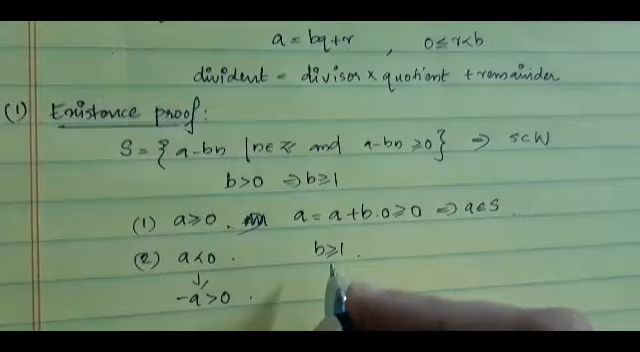 a = bq+r , 0≤r<b.
divident = divisor × quotient + remainder
(1) Existance proof:
S = { a-bn | n∈ℤ and a-bn ≥0} ⇒ S⊂W
b>0 ⇒ b≥1
(1) a≥0 . a = a+b.0≥0 ⇒ a∈S.
(2) a<0 . b≥1 .
↓
-a>0 .